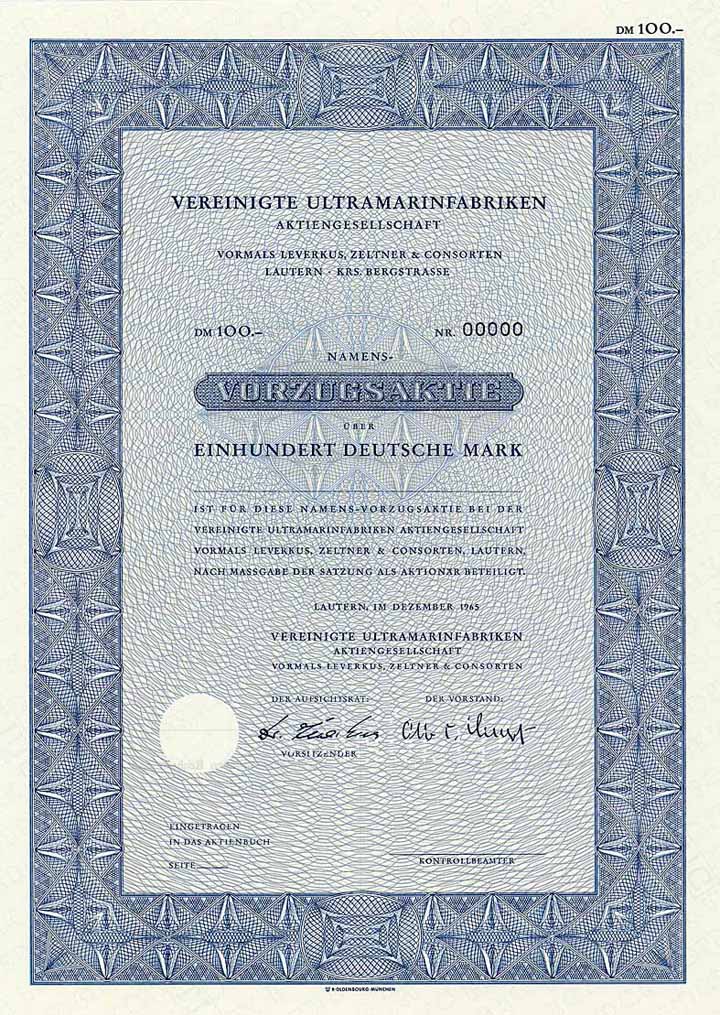 DM 100.–
VEREINIGTE ULTRAMARINFABRIKEN
AKTIENGESELLSCHAFT
VORMALS LEVERKUS, ZELTNER & CONSORTEN
LAUTERN · KRS. BERGSTRASSE
DM 100.– NR. 00000
NAMENS-
VORZUGSAKTIE
ÜBER
EINHUNDERT DEUTSCHE MARK
IST FÜR DIESE NAMENS-VORZUGSAKTIE BEI DER
VEREINIGTE ULTRAMARINFABRIKEN AKTIENGESELLSCHAFT
VORMALS LEVERKUS, ZELTNER & CONSORTEN, LAUTERN,
NACH MASSGABE DER SATZUNG ALS AKTIONÄR BETEILIGT.
LAUTERN, IM DEZEMBER 1965
VEREINIGTE ULTRAMARINFABRIKEN
AKTIENGESELLSCHAFT
VORMALS LEVERKUS, ZELTNER & CONSORTEN
DER AUFSICHTSRAT: DER VORSTAND:
VORSITZENDER
EINGETRAGEN
IN DAS AKTIENBUCH
SEITE
KONTROLLBEAMTER
R·OLDENBOURG·MÜNCHEN